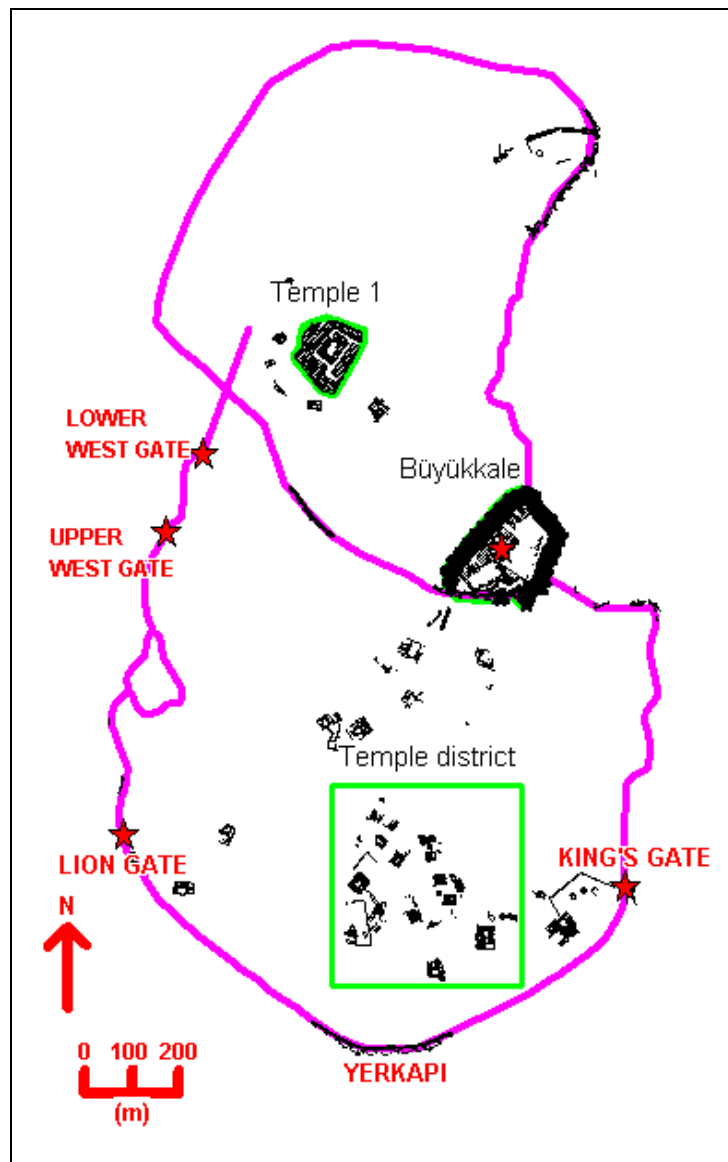 Temple 1
LOWER
WEST GATE
Büyükkale
UPPER
WEST GATE
Temple district
LION GATE
KING'S GATE
N
0 100 200
(m)
YERKAPI